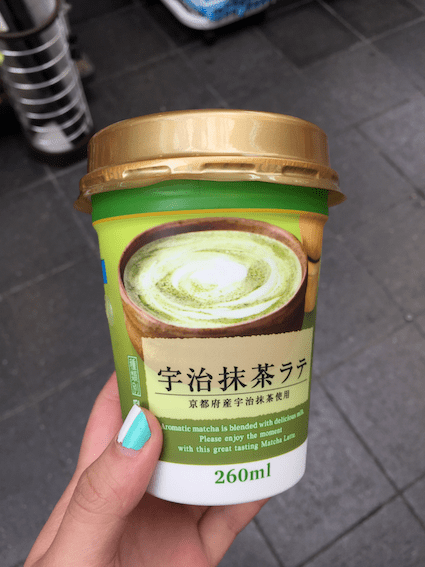 宇治抹茶ラテ
京都府産宇治抹茶使用
Aromatic matcha is blended with delicious milk.
Please enjoy the moment
with this great tasting Matcha Latte
260ml